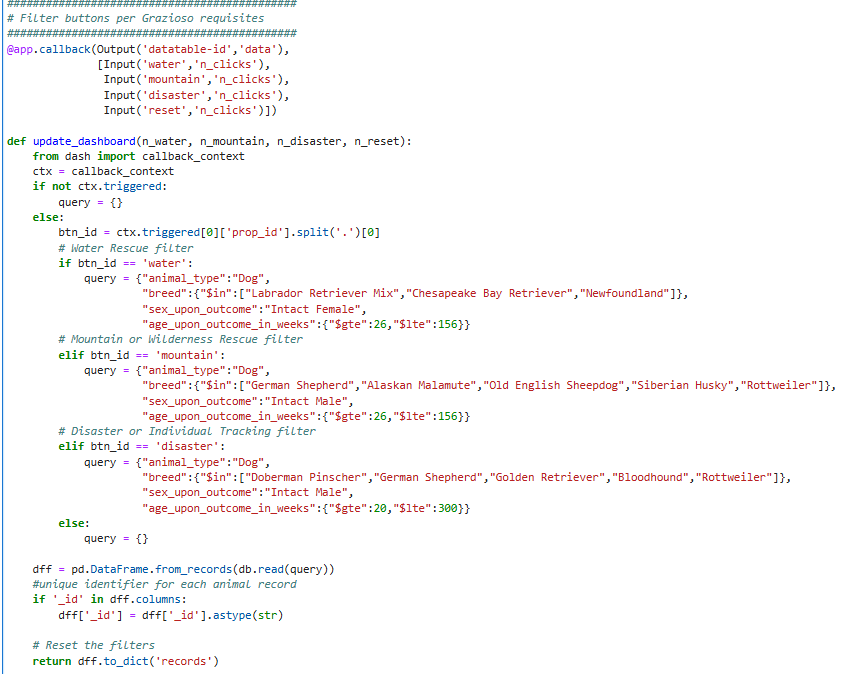 #############################################
# Filter buttons per Grazioso requisites
#############################################
@app.callback(Output('datatable-id','data'),
              [Input('water','n_clicks'),
               Input('mountain','n_clicks'),
               Input('disaster','n_clicks'),
               Input('reset','n_clicks')])

def update_dashboard(n_water, n_mountain, n_disaster, n_reset):
    from dash import callback_context
    ctx = callback_context
    if not ctx.triggered:
        query = {}
    else:
        btn_id = ctx.triggered[0]['prop_id'].split('.')[0]
        # Water Rescue filter
        if btn_id == 'water':
            query = {"animal_type":"Dog",
                     "breed":{"$in":["Labrador Retriever Mix","Chesapeake Bay Retriever","Newfoundland"]},
                     "sex_upon_outcome":"Intact Female",
                     "age_upon_outcome_in_weeks":{"$gte":26,"$lte":156}}
        # Mountain or Wilderness Rescue filter
        elif btn_id == 'mountain':
            query = {"animal_type":"Dog",
                     "breed":{"$in":["German Shepherd","Alaskan Malamute","Old English Sheepdog","Siberian Husky","Rottweiler"]},
                     "sex_upon_outcome":"Intact Male",
                     "age_upon_outcome_in_weeks":{"$gte":26,"$lte":156}}
        # Disaster or Individual Tracking filter
        elif btn_id == 'disaster':
            query = {"animal_type":"Dog",
                     "breed":{"$in":["Doberman Pinscher","German Shepherd","Golden Retriever","Bloodhound","Rottweiler"]},
                     "sex_upon_outcome":"Intact Male",
                     "age_upon_outcome_in_weeks":{"$gte":20,"$lte":300}}
        else:
            query = {}

    dff = pd.DataFrame.from_records(db.read(query))
    #unique identifier for each animal record
    if '_id' in dff.columns:
        dff['_id'] = dff['_id'].astype(str)

    # Reset the filters
    return dff.to_dict('records')